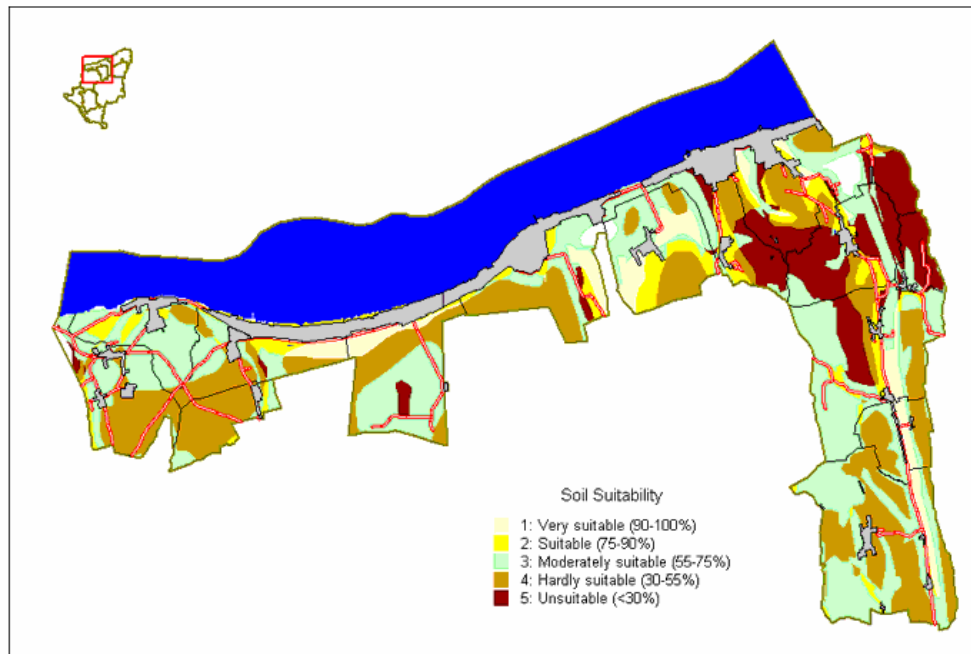 Soil Suitability
1: Very suitable (90-100%)
2: Suitable (75-90%)
3: Moderately suitable (55-75%)
4: Hardly suitable (30-55%)
5: Unsuitable (<30%)